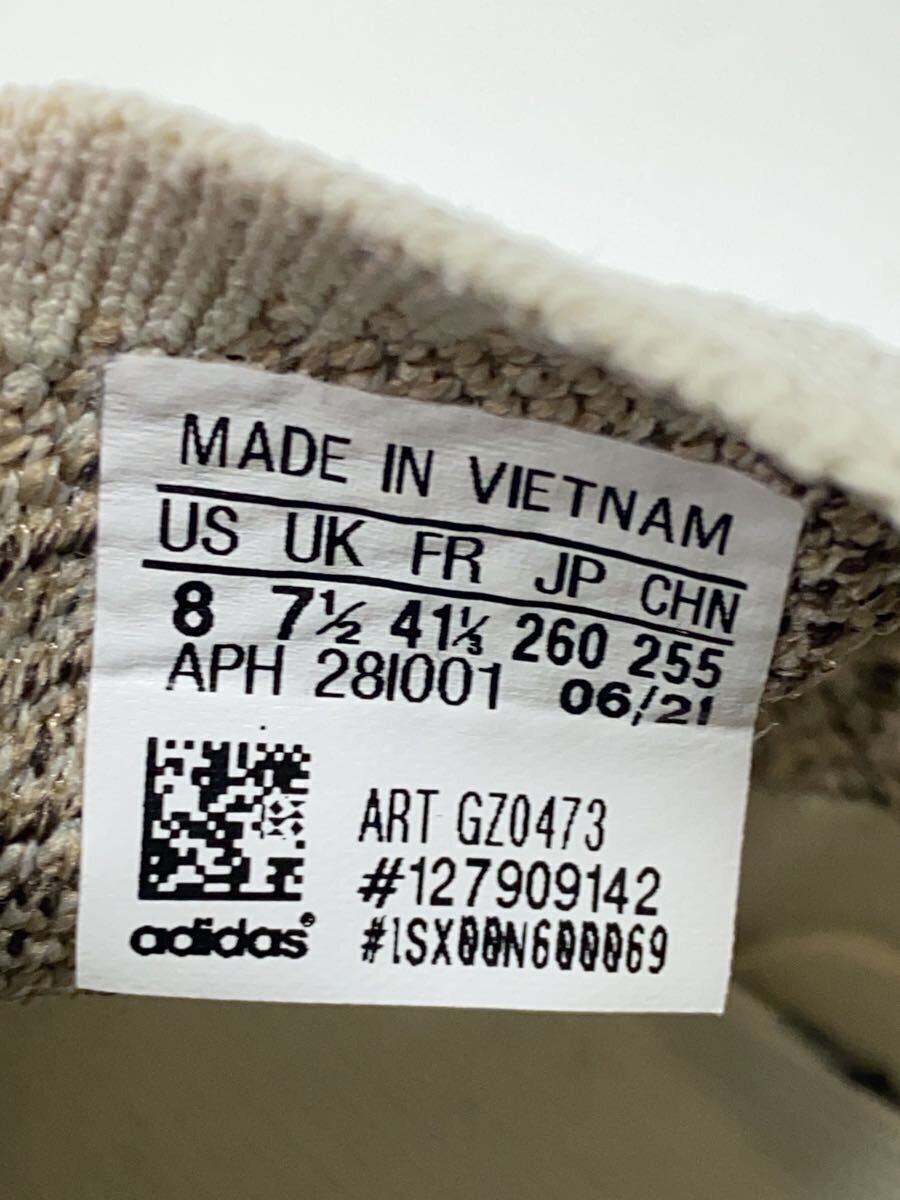 MADE IN VIETNAM
US UK FR JP CHN
8 7½ 41⅓ 260 255
APH 28I001 06/21
ART GZ0473
#127909142
adidas®